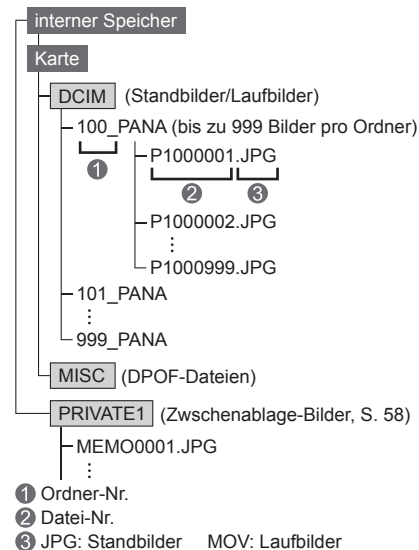 interner Speicher
Karte
DCIM (Standbilder/Laufbilder)
100_PANA (bis zu 999 Bilder pro Ordner)
P1000001.JPG
1 2 3
P1000002.JPG
⋮
P1000999.JPG
101_PANA
⋮
999_PANA
MISC (DPOF-Dateien)
PRIVATE1 (Zwschenablage-Bilder, S. 58)
MEMO0001.JPG
⋮
1 Ordner-Nr.
2 Datei-Nr.
3 JPG: Standbilder MOV: Laufbilder